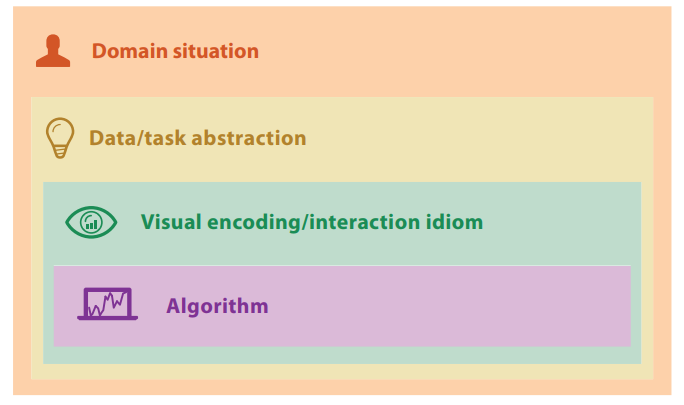 Domain situation
Data/task abstraction
Visual encoding/interaction idiom
Algorithm